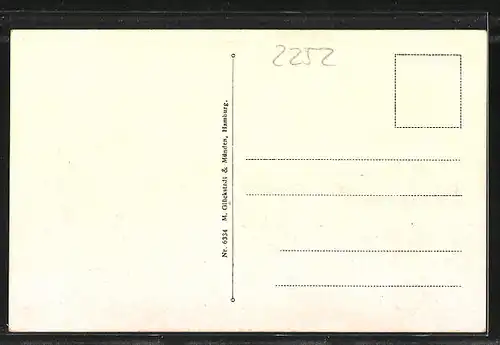 2252
Nr. 6334 M. Glückstadt & Münden, Hamburg.